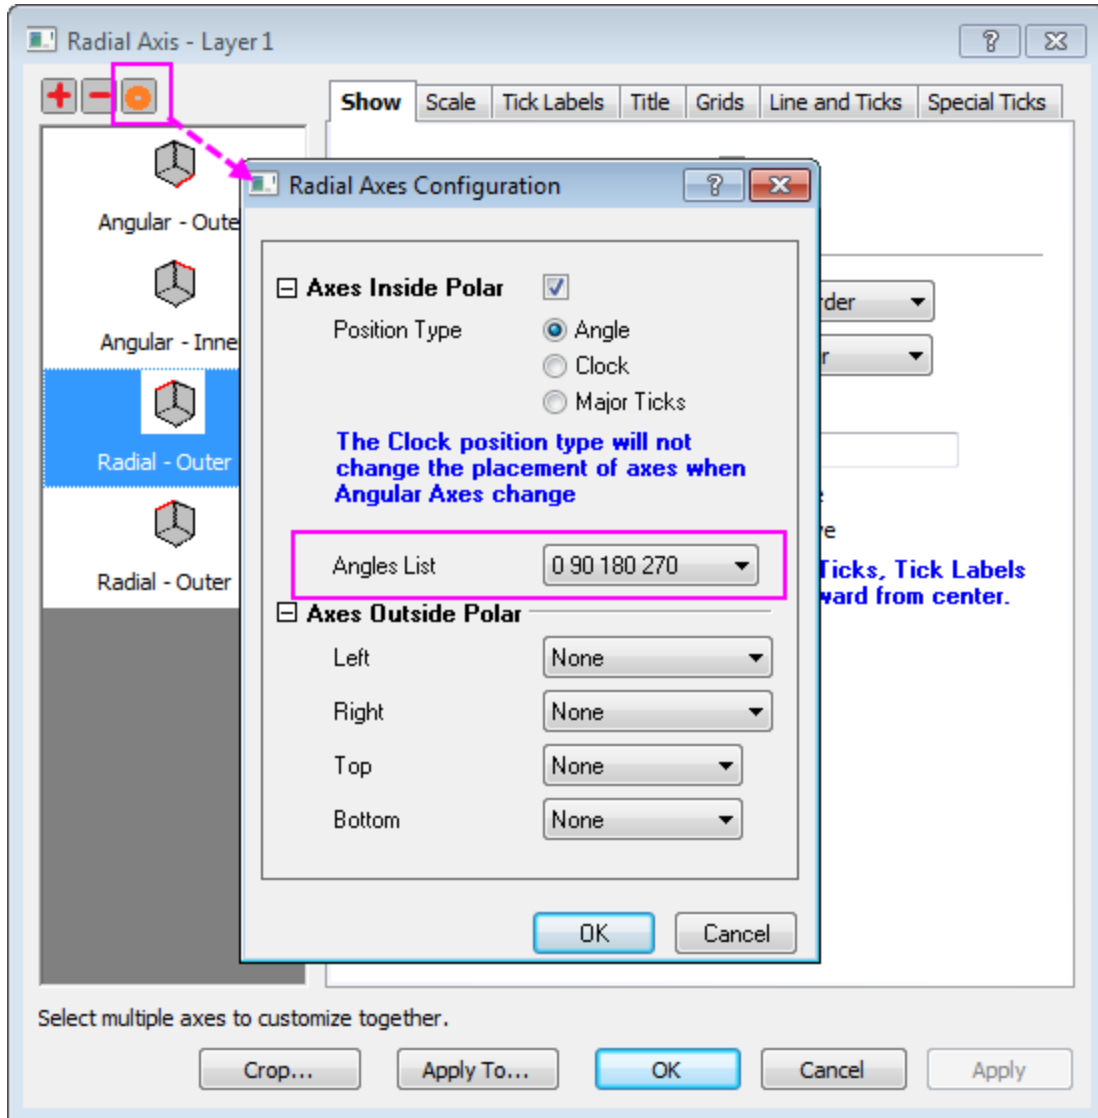 Radial Axis - Layer 1
Show Scale Tick Labels Title Grids Line and Ticks Special Ticks
Angular - Oute
Angular - Inne
Radial - Outer
Radial - Outer
Radial Axes Configuration
Axes Inside Polar
Position Type
Angle
Clock
Major Ticks
The Clock position type will not
change the placement of axes when
Angular Axes change
Angles List 0 90 180 270
Axes Outside Polar
Left None
Right None
Top None
Bottom None
OK Cancel
rder
r
e
Ticks, Tick Labels
ward from center.
Select multiple axes to customize together.
Crop... Apply To... OK Cancel Apply